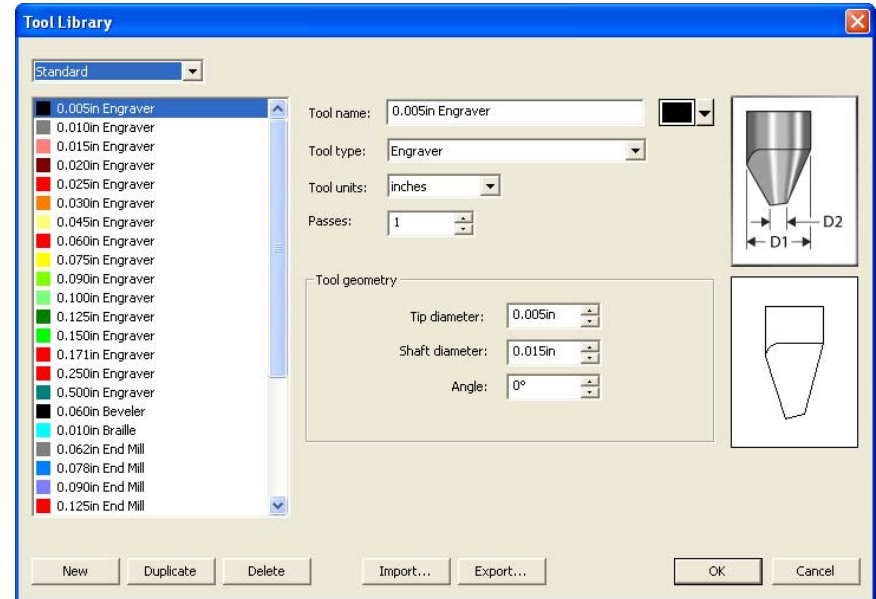 Tool Library
Standard
0.005in Engraver
0.010in Engraver
0.015in Engraver
0.020in Engraver
0.025in Engraver
0.030in Engraver
0.045in Engraver
0.060in Engraver
0.075in Engraver
0.090in Engraver
0.100in Engraver
0.125in Engraver
0.150in Engraver
0.171in Engraver
0.250in Engraver
0.500in Engraver
0.060in Beveler
0.010in Braille
0.062in End Mill
0.078in End Mill
0.090in End Mill
0.125in End Mill
Tool name: 0.005in Engraver
Tool type: Engraver
Tool units: inches
Passes: 1
Tool geometry
Tip diameter: 0.005in
Shaft diameter: 0.015in
Angle: 0°
D2
D1
New Duplicate Delete Import... Export... OK Cancel